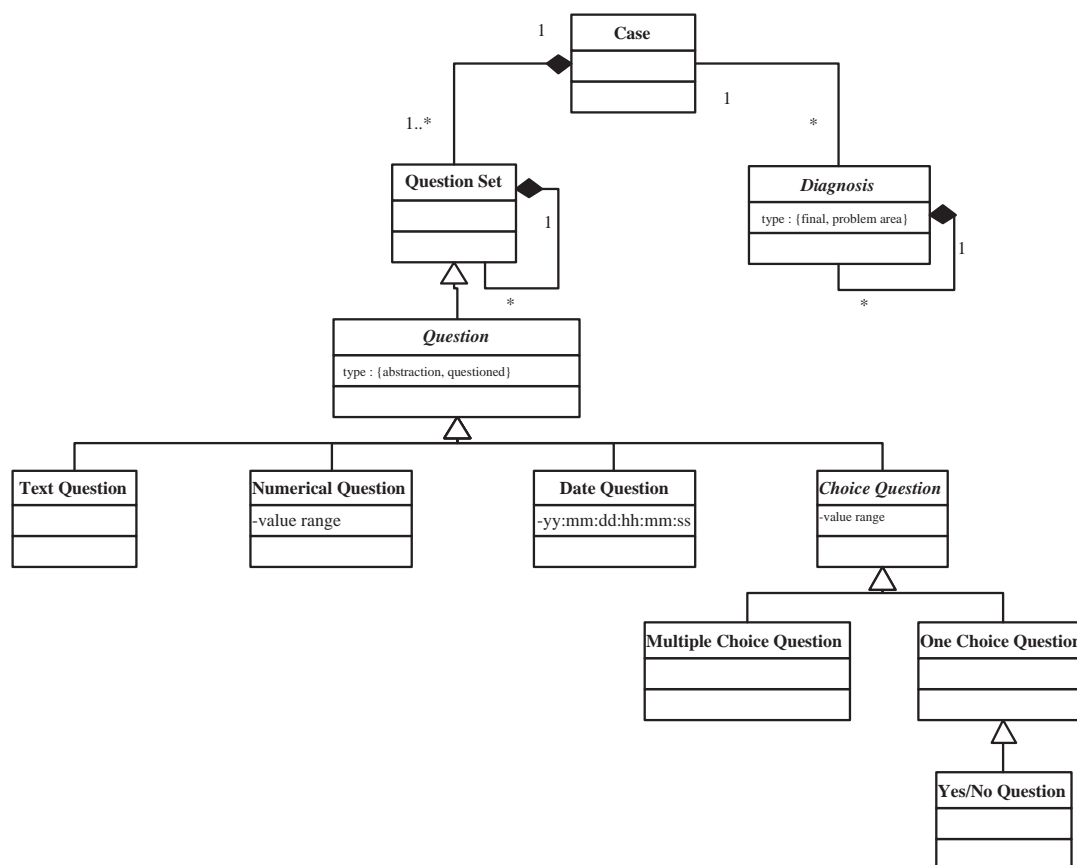 1
Case
1
1..*
*
Question Set
1
*
Diagnosis
type : {final, problem area}
1
*
Question
type : {abstraction, questioned}
Text Question
Numerical Question
-value range
Date Question
-yy:mm:dd:hh:mm:ss
Choice Question
-value range
Multiple Choice Question
One Choice Question
Yes/No Question